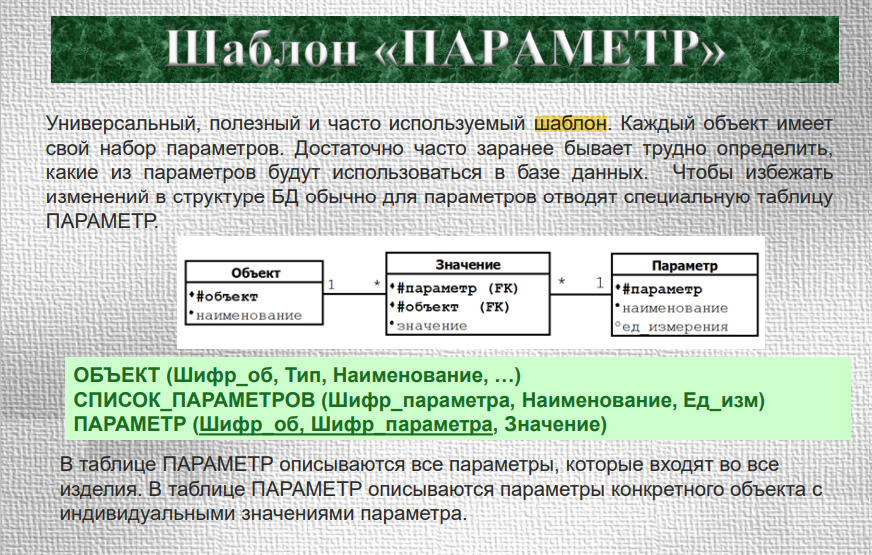 Шаблон «ПАРАМЕТР»
Универсальный, полезный и часто используемый шаблон. Каждый объект имеет
свой набор параметров. Достаточно часто заранее бывает трудно определить,
какие из параметров будут использоваться в базе данных. Чтобы избежать
изменений в структуре БД обычно для параметров отводят специальную таблицу
ПАРАМЕТР.
Объект
#объект
наименование
1
*
Значение
#параметр (FK)
#объект (FK)
значение
*
1
Параметр
#параметр
наименование
ед_измерения
ОБЪЕКТ (Шифр_об, Тип, Наименование, …)
СПИСОК_ПАРАМЕТРОВ (Шифр_параметра, Наименование, Ед_изм)
ПАРАМЕТР (Шифр_об, Шифр_параметра, Значение)
В таблице ПАРАМЕТР описываются все параметры, которые входят во все
изделия. В таблице ПАРАМЕТР описываются параметры конкретного объекта с
индивидуальными значениями параметра.